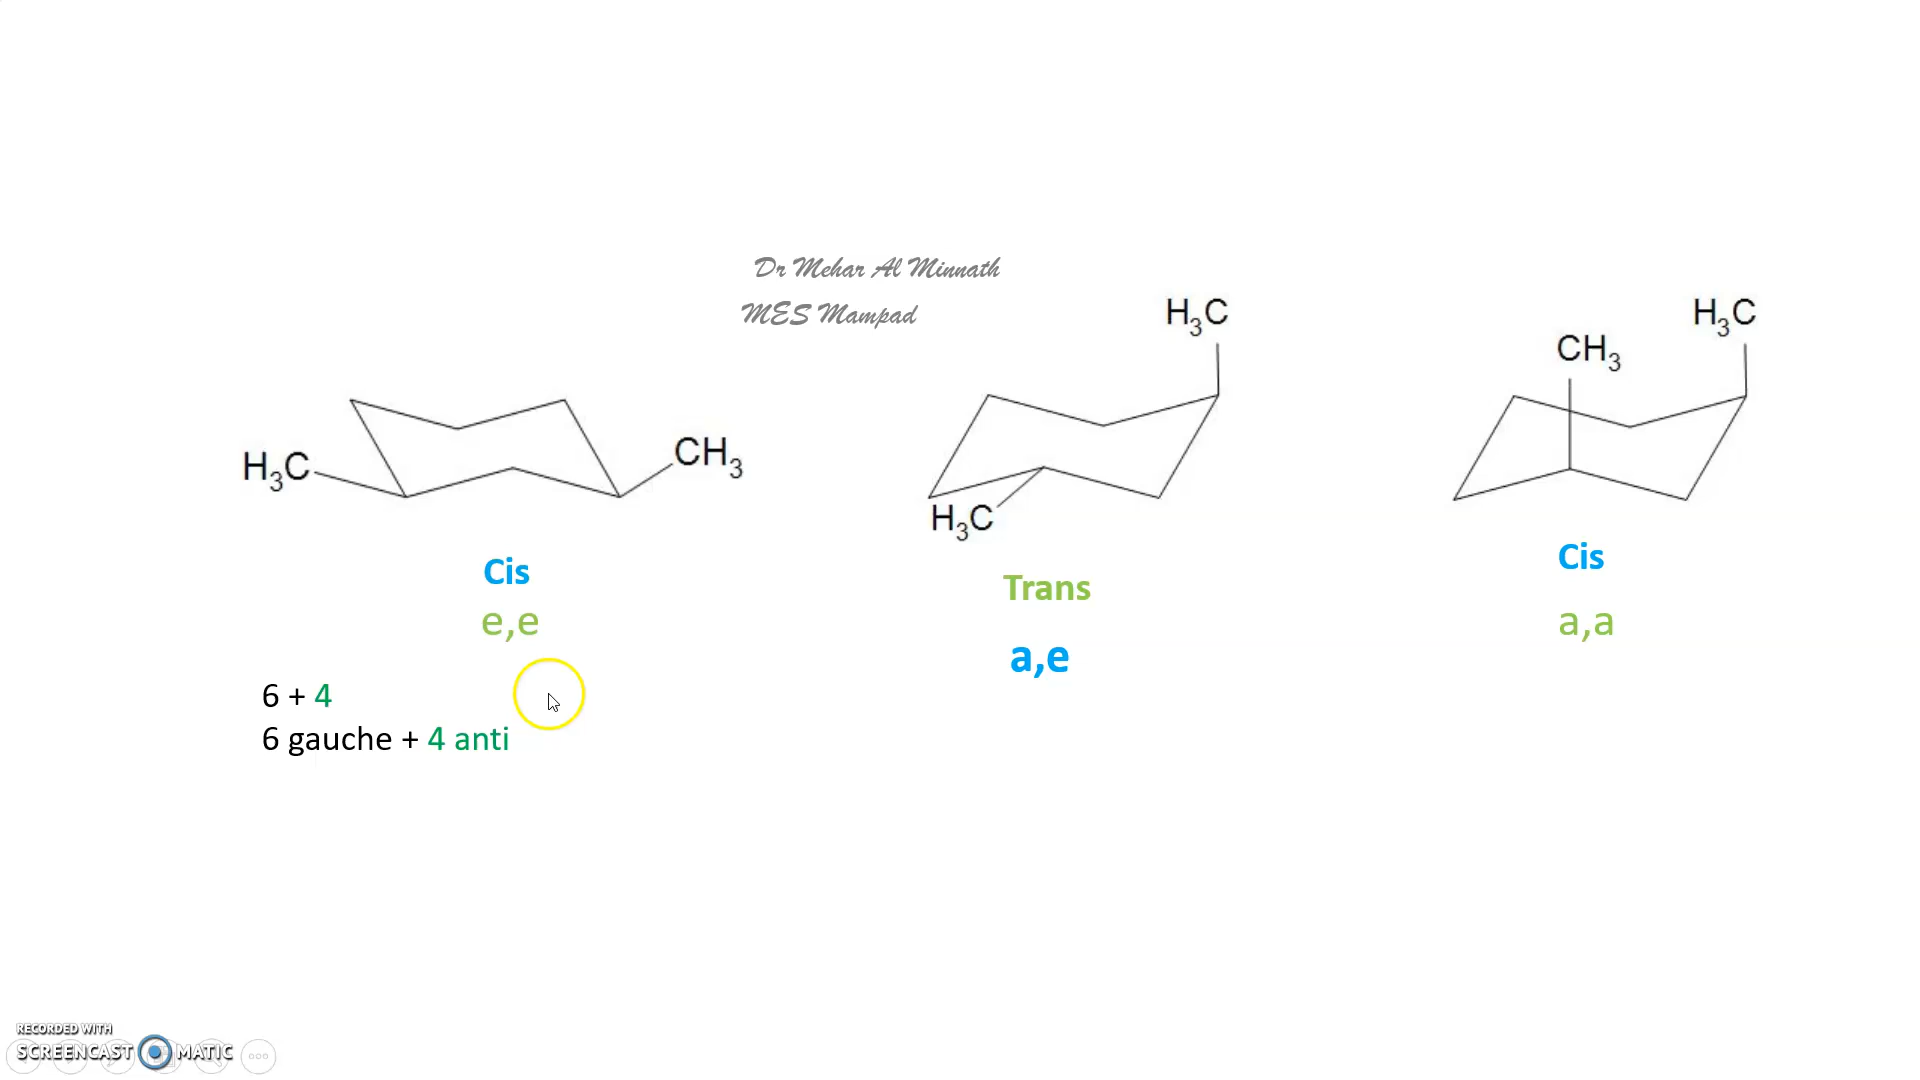 Dr Mehar Al Minnath
MES Mampad
H3C
CH3
Cis
e,e
6 + 4
6 gauche + 4 anti
H3C
H3C
Trans
a,e
CH3
H3C
Cis
a,a
RECORDED WITH
SCREENCAST MATIC